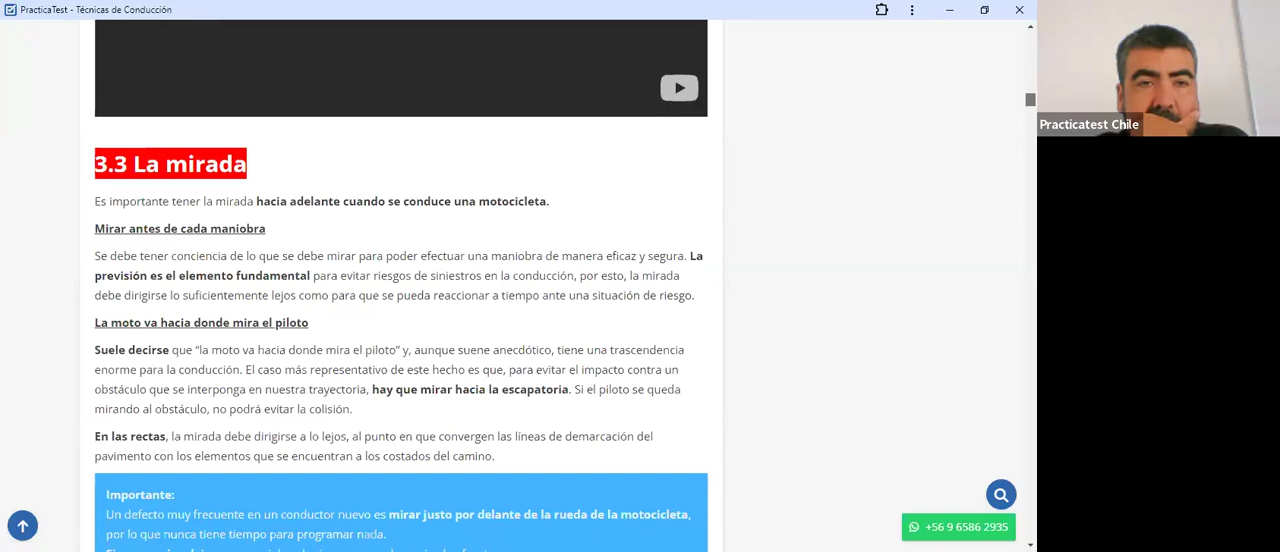 PracticaTest - Técnicas de Conducción
Practicatest Chile
3.3 La mirada
Es importante tener la mirada hacia adelante cuando se conduce una motocicleta.
Mirar antes de cada maniobra
Se debe tener conciencia de lo que se debe mirar para poder efectuar una maniobra de manera eficaz y segura. La
previsión es el elemento fundamental para evitar riesgos de siniestros en la conducción, por esto, la mirada
debe dirigirse lo suficientemente lejos como para que se pueda reaccionar a tiempo ante una situación de riesgo.
La moto va hacia donde mira el piloto
Suele decirse que “la moto va hacia donde mira el piloto” y, aunque suene anecdótico, tiene una trascendencia
enorme para la conducción. El caso más representativo de este hecho es que, para evitar el impacto contra un
obstáculo que se interponga en nuestra trayectoria, hay que mirar hacia la escapatoria. Si el piloto se queda
mirando al obstáculo, no podrá evitar la colisión.
En las rectas, la mirada debe dirigirse a lo lejos, al punto en que convergen las líneas de demarcación del
pavimento con los elementos que se encuentran a los costados del camino.
Importante:
Un defecto muy frecuente en un conductor nuevo es mirar justo por delante de la rueda de la motocicleta,
por lo que nunca tiene tiempo para programar nada.
+56 9 6586 2935